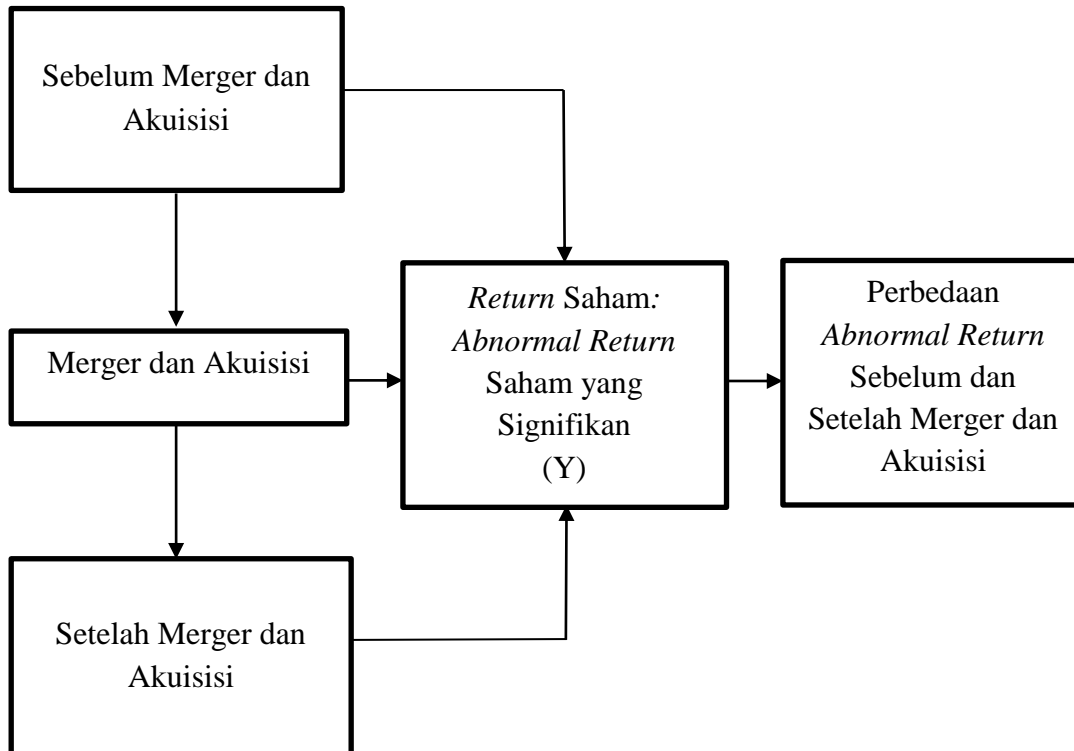 Sebelum Merger dan
Akuisisi
Merger dan Akuisisi
Setelah Merger dan
Akuisisi
Return Saham:
Abnormal Return
Saham yang
Signifikan
(Y)
Perbedaan
Abnormal Return
Sebelum dan
Setelah Merger dan
Akuisisi